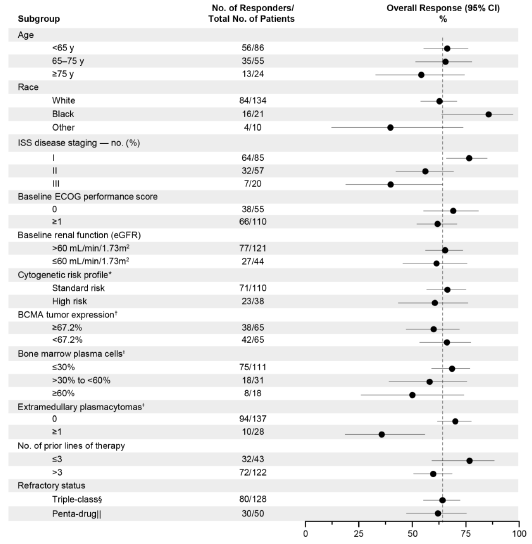 Subgroup No. of Responders/ Total No. of Patients Overall Response (95% CI) %
Age
<65 y 56/86
65–75 y 35/55
≥75 y 13/24
Race
White 84/134
Black 16/21
Other 4/10
ISS disease staging — no. (%)
I 64/85
II 32/57
III 7/20
Baseline ECOG performance score
0 38/55
≥1 66/110
Baseline renal function (eGFR)
>60 mL/min/1.73m² 77/121
≤60 mL/min/1.73m² 27/44
Cytogenetic risk profile*
Standard risk 71/110
High risk 23/38
BCMA tumor expression†
≥67.2% 38/65
<67.2% 42/65
Bone marrow plasma cells‡
≤30% 75/111
>30% to <60% 18/31
≥60% 8/18
Extramedullary plasmacytomas†
0 94/137
≥1 10/28
No. of prior lines of therapy
≤3 32/43
>3 72/122
Refractory status
Triple-class§ 80/128
Penta-drug|| 30/50
0 25 50 75 100